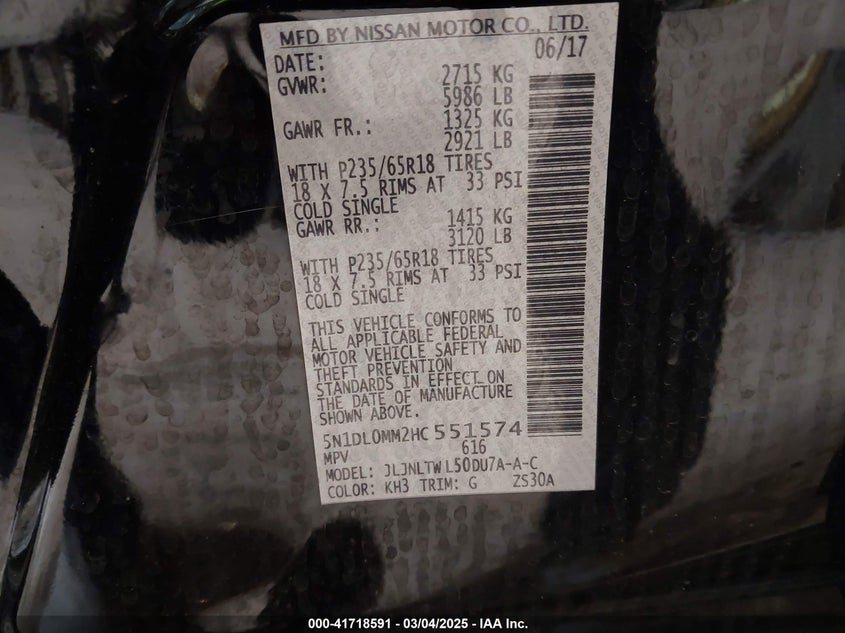 MFD BY NISSAN MOTOR CO., LTD.
DATE: 06/17
GVWR: 2715 KG
5986 LB
GAWR FR.: 1325 KG
2921 LB
WITH P235/65R18 TIRES
18 X 7.5 RIMS AT 33 PSI
COLD SINGLE
GAWR RR.: 1415 KG
3120 LB
WITH P235/65R18 TIRES
18 X 7.5 RIMS AT 33 PSI
COLD SINGLE
THIS VEHICLE CONFORMS TO
ALL APPLICABLE FEDERAL
MOTOR VEHICLE SAFETY AND
THEFT PREVENTION
STANDARDS IN EFFECT ON
THE DATE OF MANUFACTURE
SHOWN ABOVE.
5N1DL0MM2HC551574
MPV 616
MODEL: JLJNLTWL50DU7A-A-C
COLOR: KH3 TRIM: G ZS30A
000-41718591 - 03/04/2025 - IAA Inc.